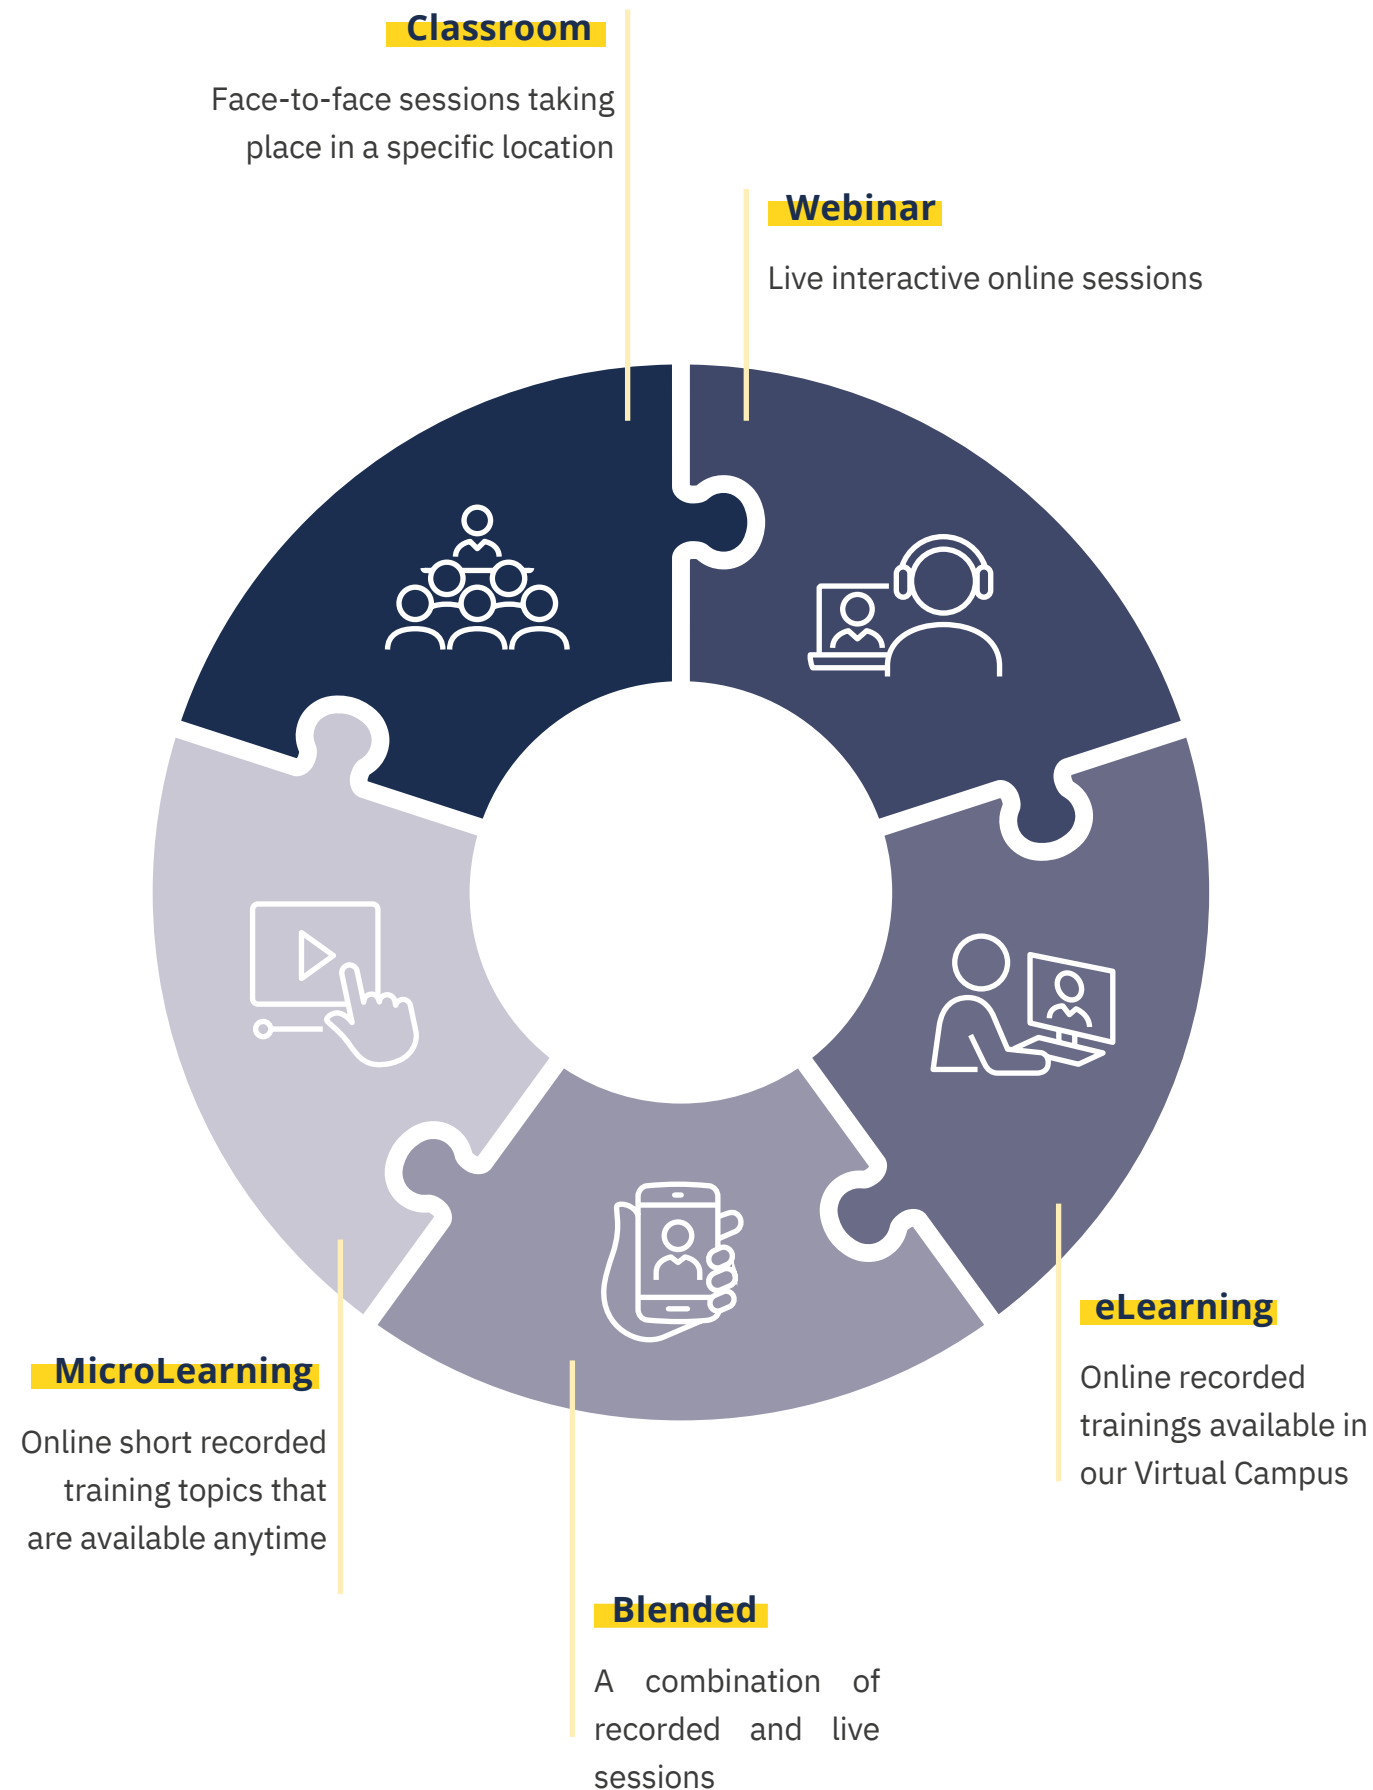 Classroom
Face-to-face sessions taking
place in a specific location
Webinar
Live interactive online sessions
eLearning
Online recorded
trainings available in
our Virtual Campus
MicroLearning
Online short recorded
training topics that
are available anytime
Blended
A combination of
recorded and live
sessions